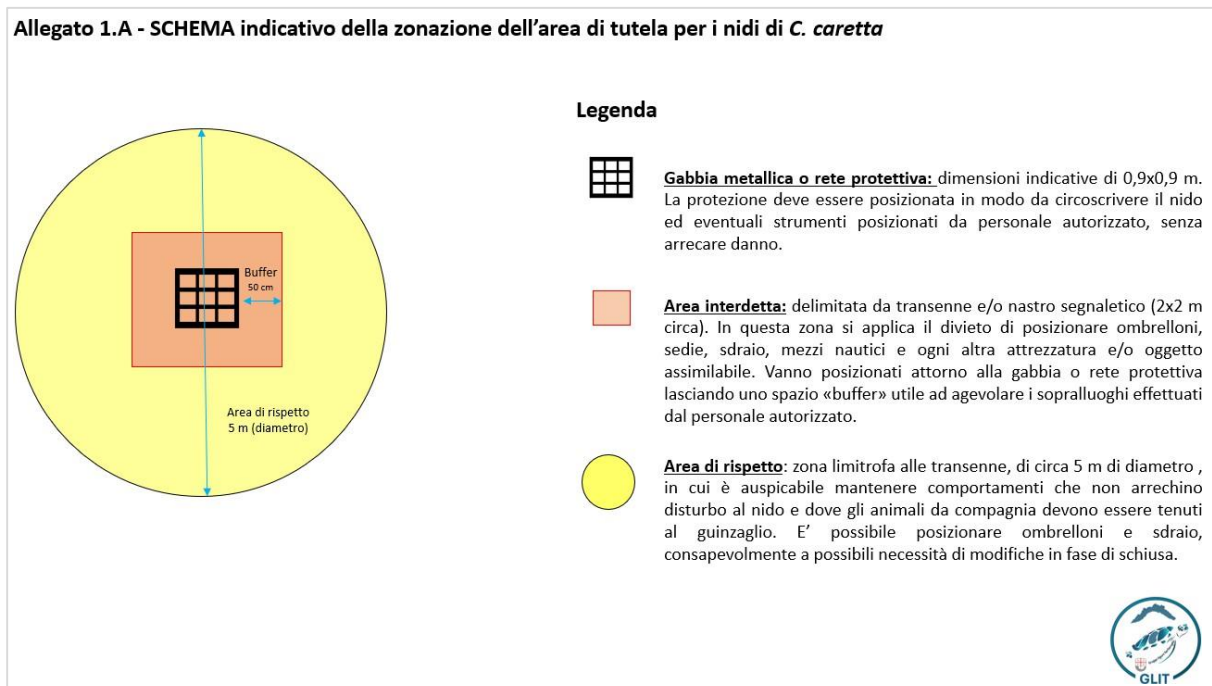 Allegato 1.A - SCHEMA indicativo della zonazione dell'area di tutela per i nidi di C. caretta
Buffer
50 cm
Area di rispetto
5 m (diametro)
Legenda
Gabbia metallica o rete protettiva: dimensioni indicative di 0,9x0,9 m.
La protezione deve essere posizionata in modo da circoscrivere il nido
ed eventuali strumenti posizionati da personale autorizzato, senza
arrecare danno.
Area interdetta: delimitata da transenne e/o nastro segnaletico (2x2 m
circa). In questa zona si applica il divieto di posizionare ombrelloni,
sedie, sdraio, mezzi nautici e ogni altra attrezzatura e/o oggetto
assimilabile. Vanno posizionati attorno alla gabbia o rete protettiva
lasciando uno spazio «buffer» utile ad agevolare i sopralluoghi effettuati
dal personale autorizzato.
Area di rispetto: zona limitrofa alle transenne, di circa 5 m di diametro ,
in cui è auspicabile mantenere comportamenti che non arrechino
disturbo al nido e dove gli animali da compagnia devono essere tenuti
al guinzaglio. E' possibile posizionare ombrelloni e sdraio,
consapevolmente a possibili necessità di modifiche in fase di schiusa.
GLIT